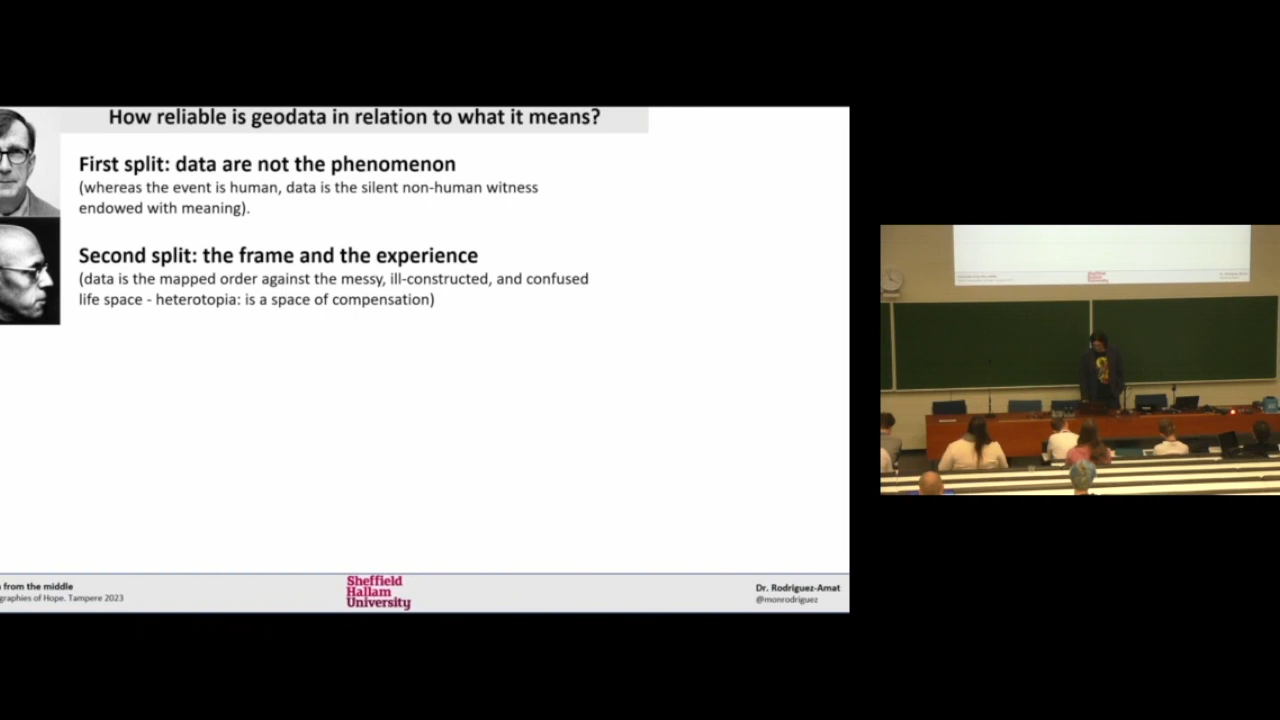 How reliable is geodata in relation to what it means?
First split: data are not the phenomenon
(whereas the event is human, data is the silent non-human witness
endowed with meaning).
Second split: the frame and the experience
(data is the mapped order against the messy, ill-constructed, and confused
life space - heterotopia: is a space of compensation)
from the middle
graphies of Hope. Tampere 2023
Sheffield
Hallam
University
Dr. Rodriguez-Amat
@monrodriguez
Sheffield
Hallam
University